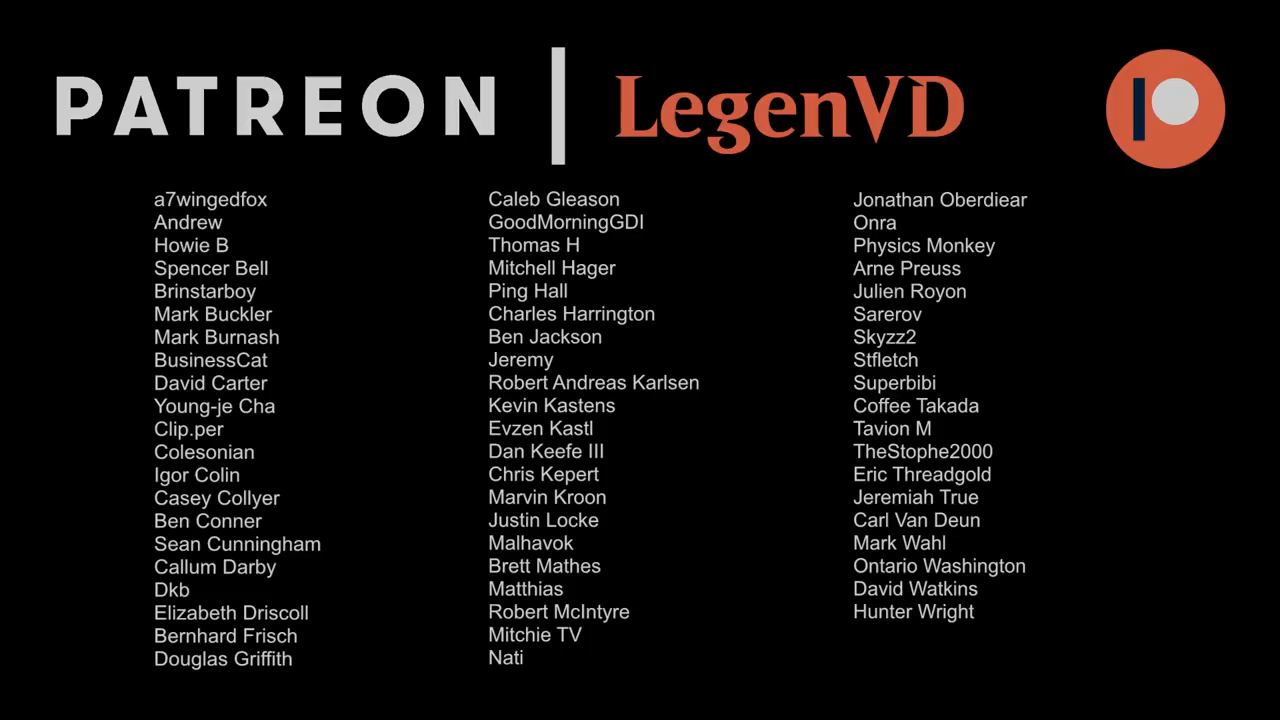 PATREON | LegenVD
a7wingedfox
Andrew
Howie B
Spencer Bell
Brinstarboy
Mark Buckler
Mark Burnash
BusinessCat
David Carter
Young-je Cha
Clip.per
Colesonian
Igor Colin
Casey Collyer
Ben Conner
Sean Cunningham
Callum Darby
Dkb
Elizabeth Driscoll
Bernhard Frisch
Douglas Griffith
Caleb Gleason
GoodMorningGDI
Thomas H
Mitchell Hager
Ping Hall
Charles Harrington
Ben Jackson
Jeremy
Robert Andreas Karlsen
Kevin Kastens
Evzen Kastl
Dan Keefe III
Chris Kepert
Marvin Kroon
Justin Locke
Malhavok
Brett Mathes
Matthias
Robert McIntyre
Mitchie TV
Nati
Jonathan Oberdiear
Onra
Physics Monkey
Arne Preuss
Julien Royon
Sarerov
Skyzz2
Stfletch
Superbibi
Coffee Takada
Tavion M
TheStophe2000
Eric Threadgold
Jeremiah True
Carl Van Deun
Mark Wahl
Ontario Washington
David Watkins
Hunter Wright